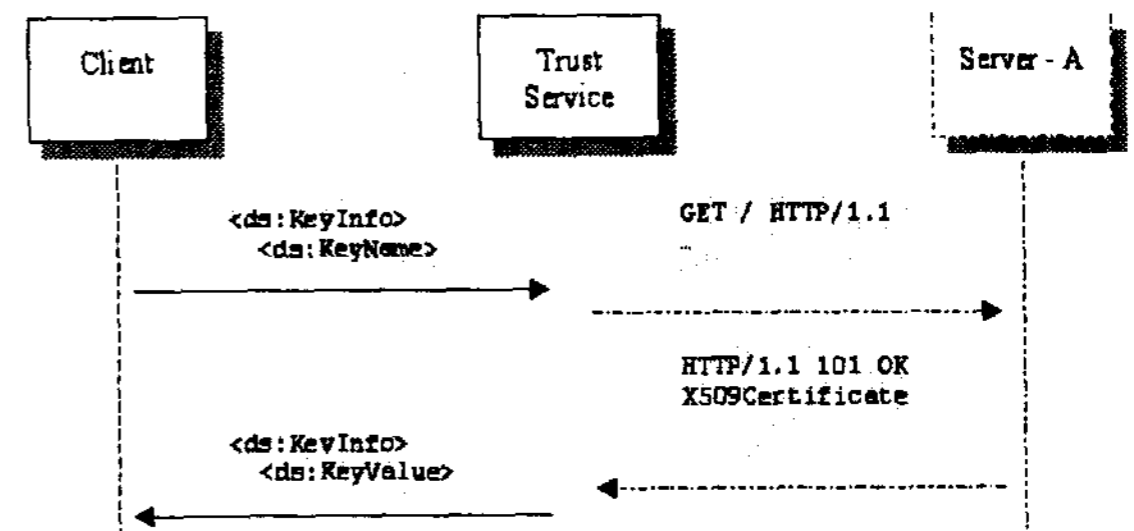 Client
Trust
Service
Server - A
<ds:KeyInfo>
<ds:KeyName>
GET / HTTP/1.1
...
HTTP/1.1 101 OK
X509Certificate
<ds:KeyInfo>
<ds:KeyValue>